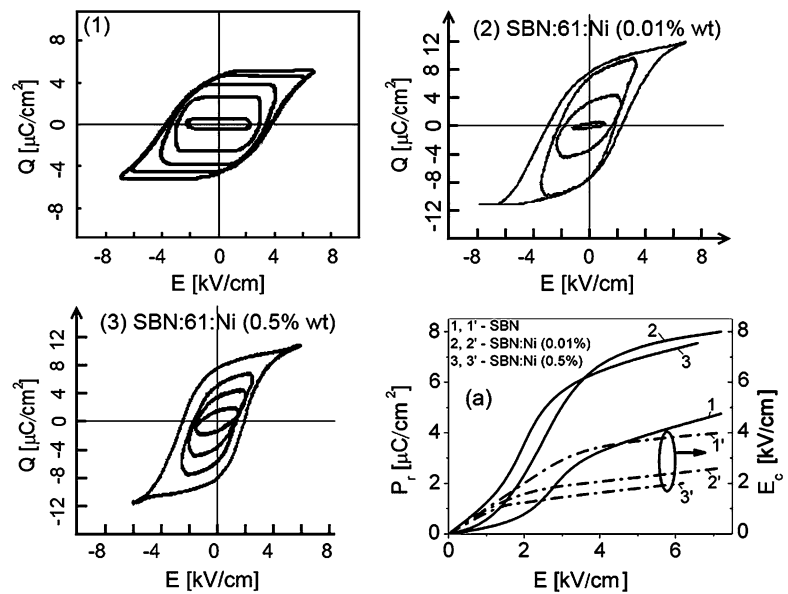 (1)
Q [µC/cm²]
8
4
0
-4
-8
-8 -4 0 4 8
E [kV/cm]
(2) SBN:61:Ni (0.01% wt)
Q [µC/cm²]
12
8
4
0
-4
-8
-12
-8 -4 0 4 8
E [kV/cm]
(3) SBN:61:Ni (0.5% wt)
Q [µC/cm²]
12
8
4
0
-4
-8
-12
-8 -4 0 4 8
E [kV/cm]
1, 1' - SBN
2, 2' - SBN:Ni (0.01%)
3, 3' - SBN:Ni (0.5%)
(a)
2
3
1
1'
2'
3'
Pr [µC/cm²]
8
6
4
2
0
Ec [kV/cm]
8
6
4
2
0
0 2 4 6
E [kV/cm]